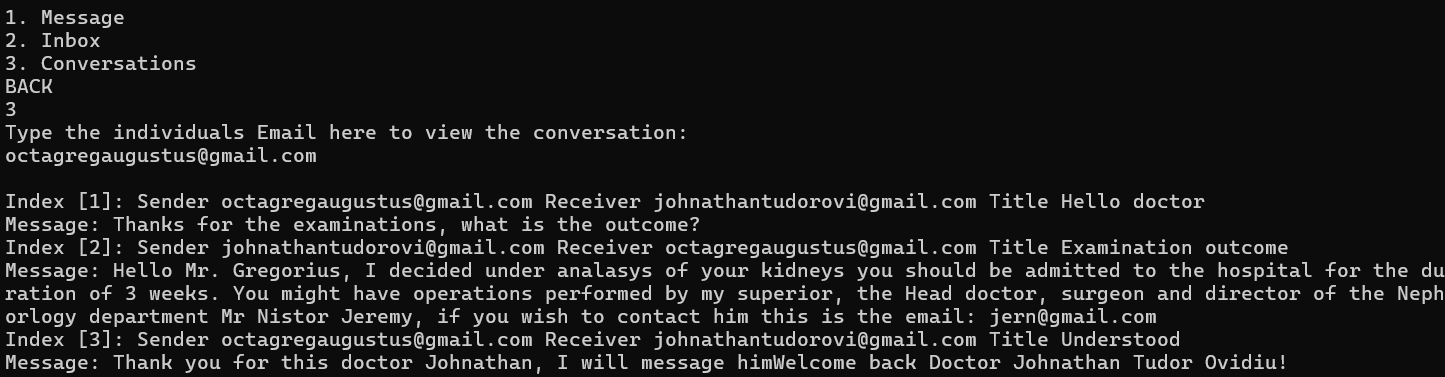 1. Message
2. Inbox
3. Conversations
BACK
3
Type the individuals Email here to view the conversation:
octagregaugustus@gmail.com
Index [1]: Sender octagregaugustus@gmail.com Receiver johnathantudorovi@gmail.com Title Hello doctor
Message: Thanks for the examinations, what is the outcome?
Index [2]: Sender johnathantudorovi@gmail.com Receiver octagregaugustus@gmail.com Title Examination outcome
Message: Hello Mr. Gregorius, I decided under analasys of your kidneys you should be admitted to the hospital for the du
ration of 3 weeks. You might have operations performed by my superior, the Head doctor, surgeon and director of the Neph
orlogy department Mr Nistor Jeremy, if you wish to contact him this is the email: jern@gmail.com
Index [3]: Sender octagregaugustus@gmail.com Receiver johnathantudorovi@gmail.com Title Understood
Message: Thank you for this doctor Johnathan, I will message himWelcome back Doctor Johnathan Tudor Ovidiu!